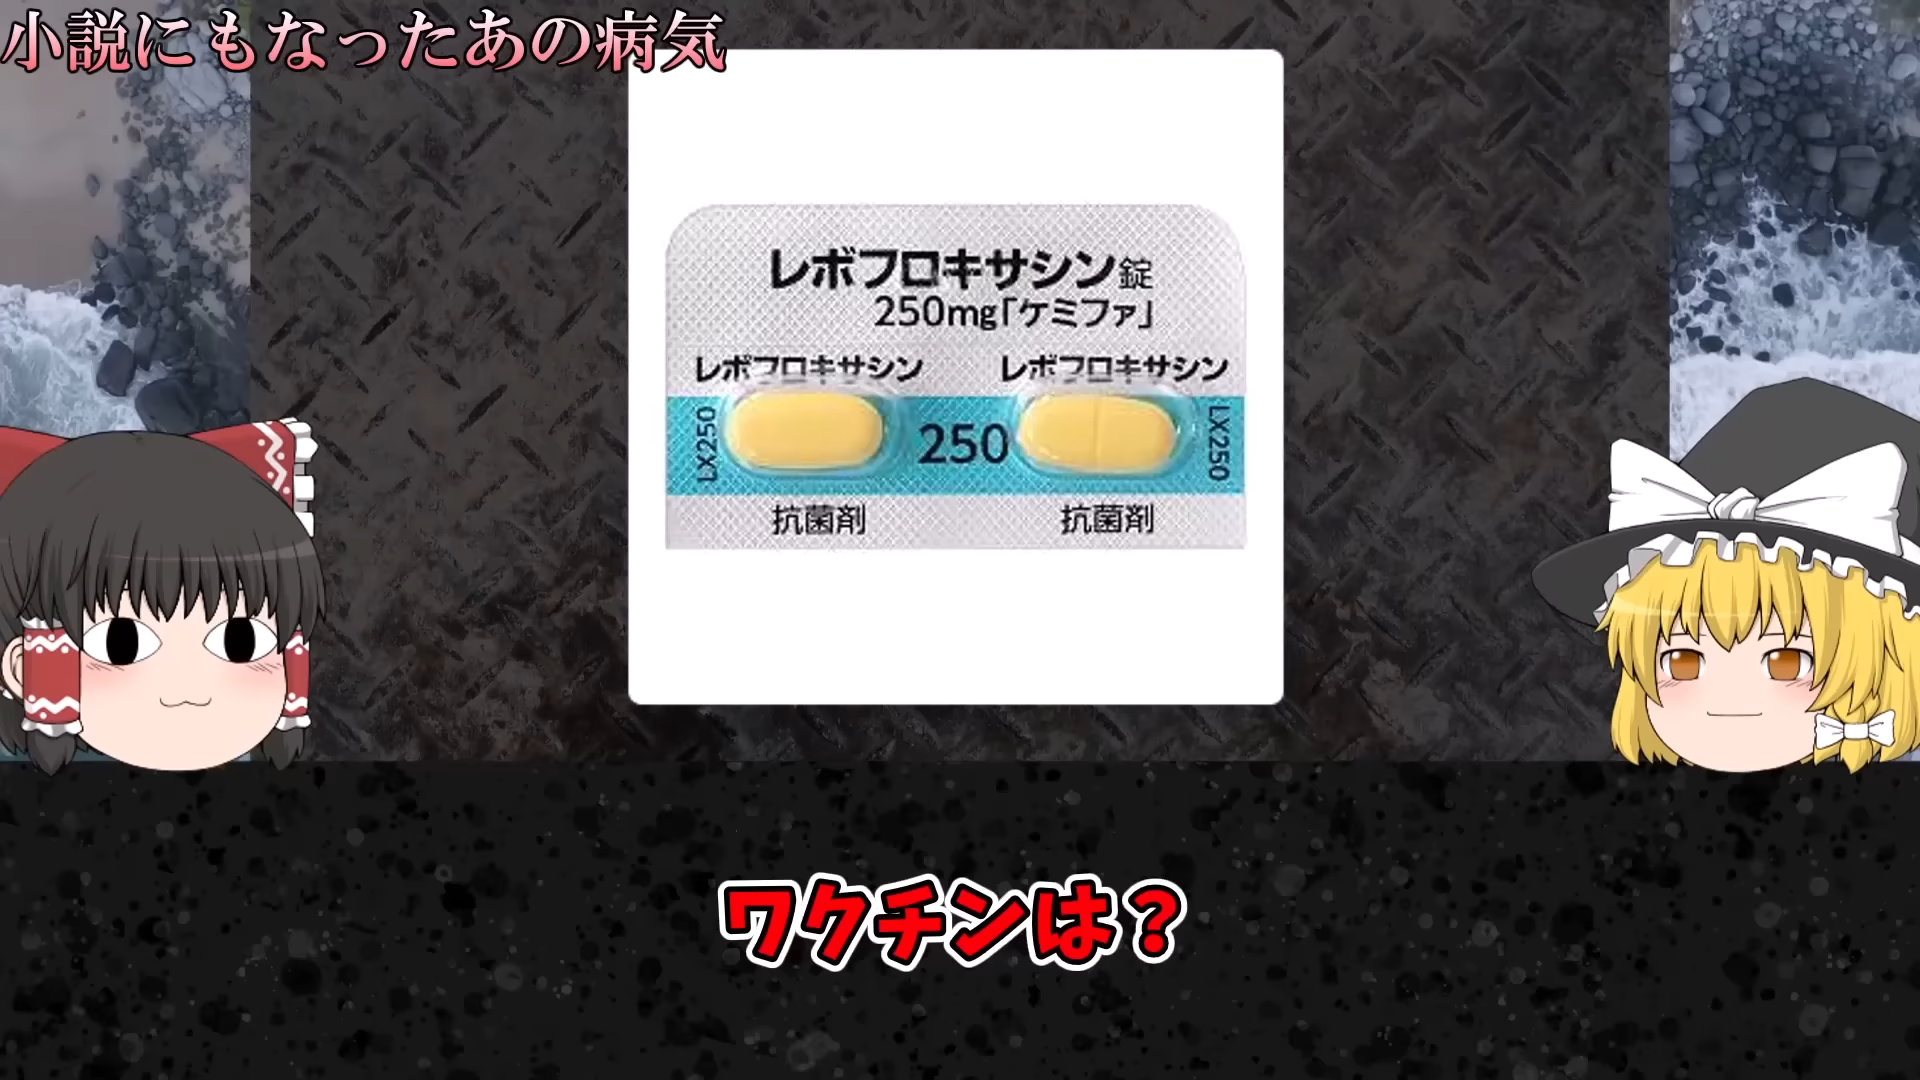 小説にもなったあの病気
レボフロキサシン錠
250mg「ケミファ」
レボフロキサシン レボフロキサシン
LX250 250 LX250
抗菌剤 抗菌剤
ワクチンは？